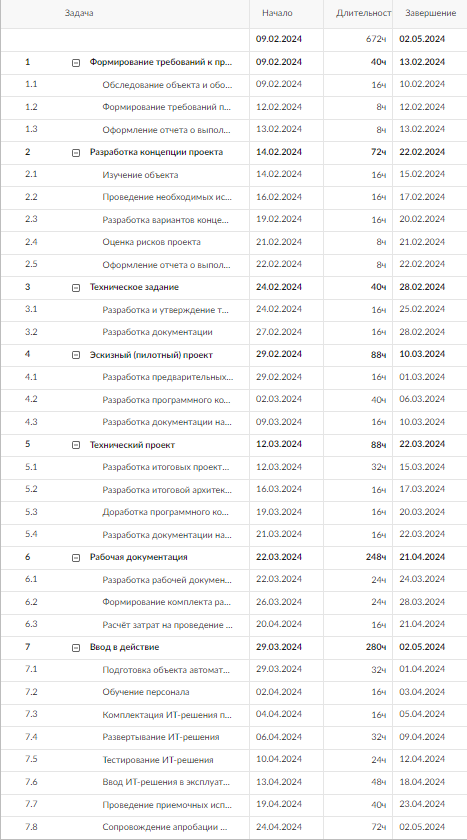 Задача Начало Длительност Завершение
09.02.2024 672ч 02.05.2024
1 Формирование требований к пр... 09.02.2024 40ч 13.02.2024
1.1 Обследование объекта и обо... 09.02.2024 16ч 10.02.2024
1.2 Формирование требований п... 12.02.2024 8ч 12.02.2024
1.3 Оформление отчета о выпол... 13.02.2024 8ч 13.02.2024
2 Разработка концепции проекта 14.02.2024 72ч 22.02.2024
2.1 Изучение объекта 14.02.2024 16ч 15.02.2024
2.2 Проведение необходимых ис... 16.02.2024 16ч 17.02.2024
2.3 Разработка вариантов конце... 19.02.2024 16ч 20.02.2024
2.4 Оценка рисков проекта 21.02.2024 8ч 21.02.2024
2.5 Оформление отчета о выпол... 22.02.2024 8ч 22.02.2024
3 Техническое задание 24.02.2024 40ч 28.02.2024
3.1 Разработка и утверждение т... 24.02.2024 16ч 25.02.2024
3.2 Разработка документации 27.02.2024 16ч 28.02.2024
4 Эскизный (пилотный) проект 29.02.2024 88ч 10.03.2024
4.1 Разработка предварительных... 29.02.2024 16ч 01.03.2024
4.2 Разработка программного ко... 02.03.2024 40ч 06.03.2024
4.3 Разработка документации на... 09.03.2024 16ч 10.03.2024
5 Технический проект 12.03.2024 88ч 22.03.2024
5.1 Разработка итоговых проект... 12.03.2024 32ч 15.03.2024
5.2 Разработка итоговой архитек... 16.03.2024 16ч 17.03.2024
5.3 Доработка программного ко... 19.03.2024 16ч 20.03.2024
5.4 Разработка документации на... 21.03.2024 16ч 22.03.2024
6 Рабочая документация 22.03.2024 248ч 21.04.2024
6.1 Разработка рабочей докумен... 22.03.2024 24ч 24.03.2024
6.2 Формирование комплекта ра... 26.03.2024 24ч 28.03.2024
6.3 Расчёт затрат на проведение ... 20.04.2024 16ч 21.04.2024
7 Ввод в действие 29.03.2024 280ч 02.05.2024
7.1 Подготовка объекта автомат... 29.03.2024 32ч 01.04.2024
7.2 Обучение персонала 02.04.2024 16ч 03.04.2024
7.3 Комплектация ИТ-решения п... 04.04.2024 16ч 05.04.2024
7.4 Развертывание ИТ-решения 06.04.2024 32ч 09.04.2024
7.5 Тестирование ИТ-решения 10.04.2024 24ч 12.04.2024
7.6 Ввод ИТ-решения в эксплуат... 13.04.2024 48ч 18.04.2024
7.7 Проведение приемочных исп... 19.04.2024 40ч 23.04.2024
7.8 Сопровождение апробации ... 24.04.2024 72ч 02.05.2024